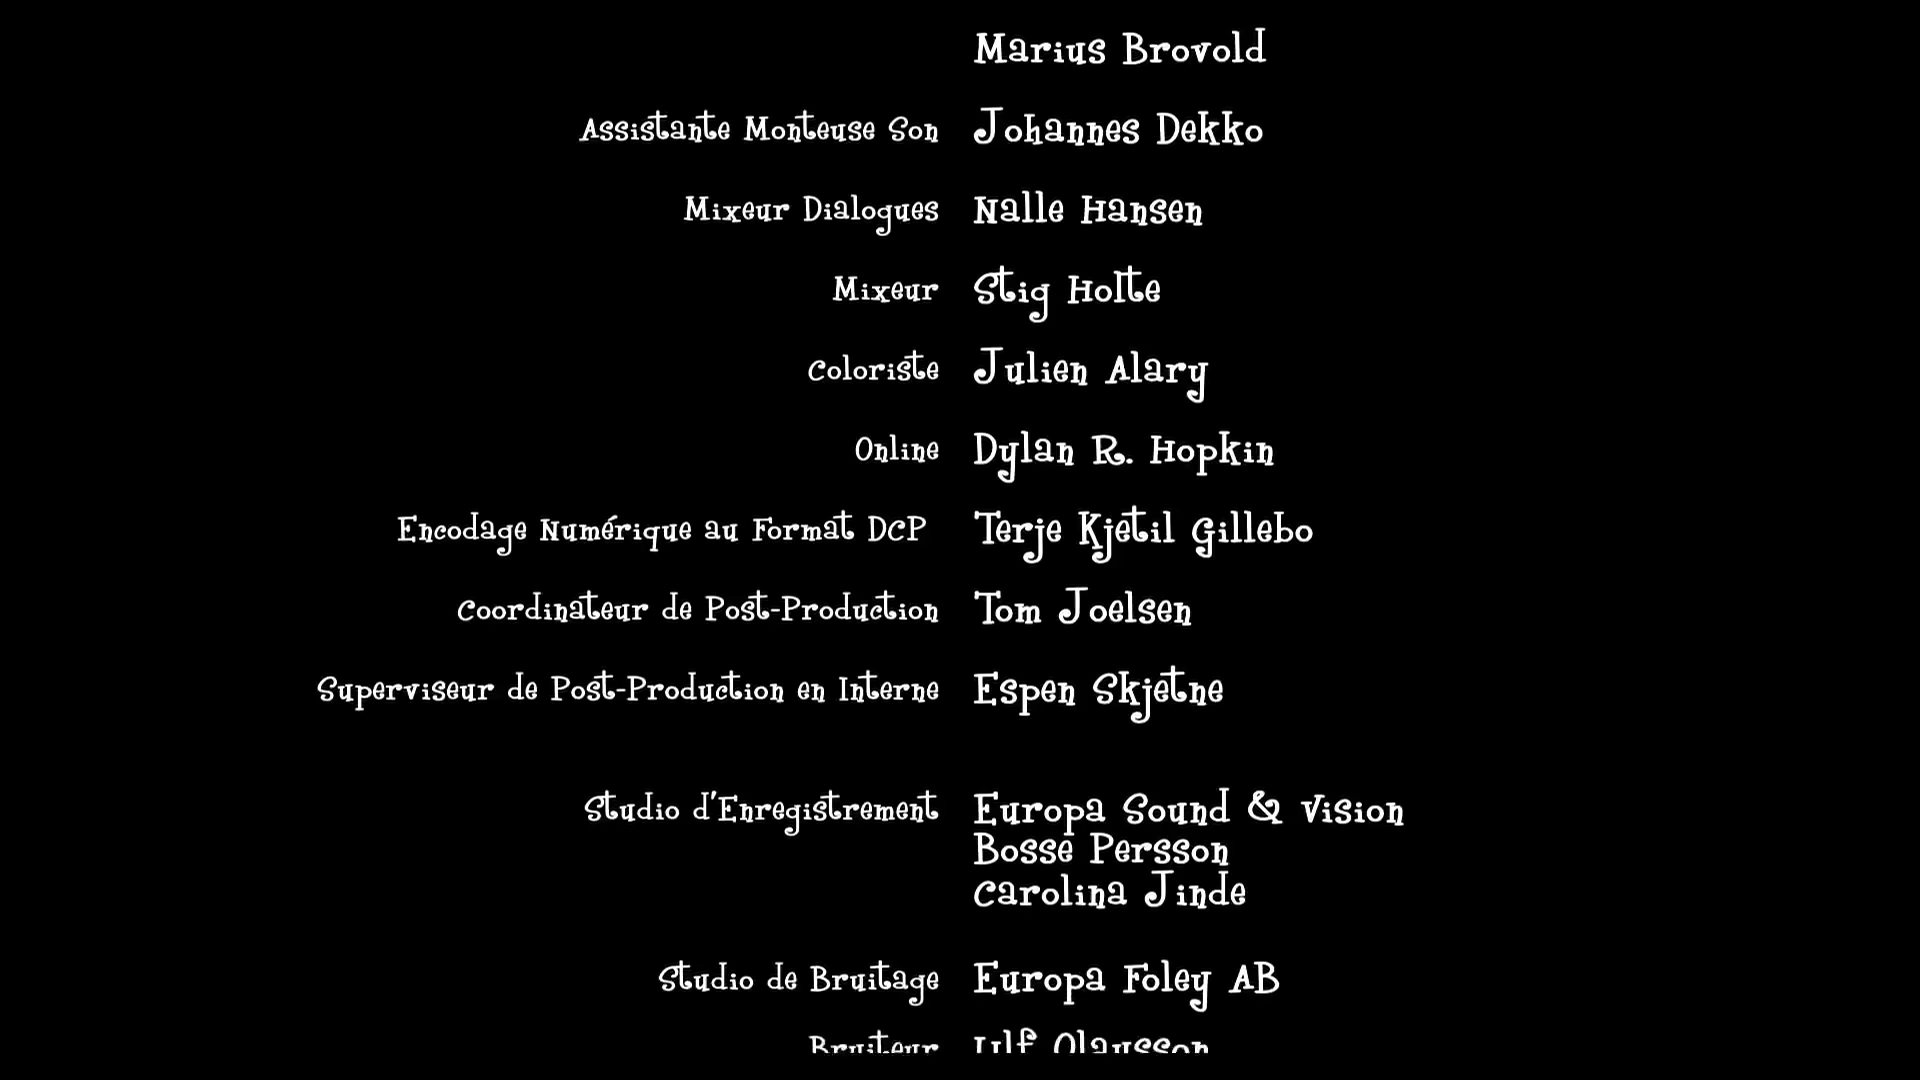 Marius Brovold
Assistante Monteuse Son Johannes Dekko
Mixeur Dialogues Nalle Hansen
Mixeur Stig Holte
Coloriste Julien Alary
Online Dylan R. Hopkin
Encodage Numérique au Format DCP Terje Kjetil Gillebo
Coordinateur de Post-Production Tom Joelsen
Superviseur de Post-Production en Interne Espen Skjetne
Studio d'Enregistrement Europa Sound & Vision
Bosse Persson
Carolina Jinde
Studio de Bruitage Europa Foley AB
Bruiteur Ulf Olausson